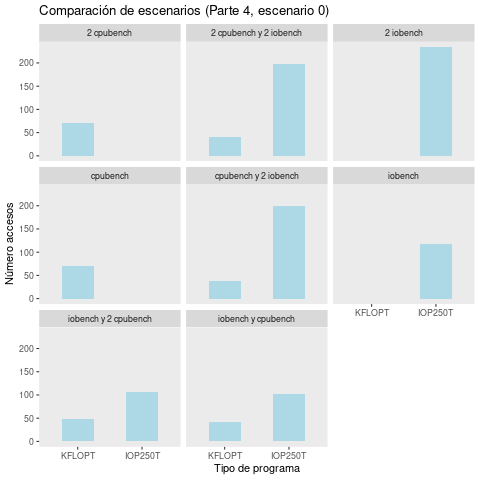 Comparación de escenarios (Parte 4, escenario 0)
2 cpubench
2 cpubench y 2 iobench
2 iobench
200
150
100
50
0
cpubench
cpubench y 2 iobench
iobench
200
150
100
50
0
KFLOPT
IOP250T
iobench y 2 cpubench
iobench y cpubench
200
150
100
50
0
KFLOPT
IOP250T
KFLOPT
IOP250T
Número accesos
Tipo de programa